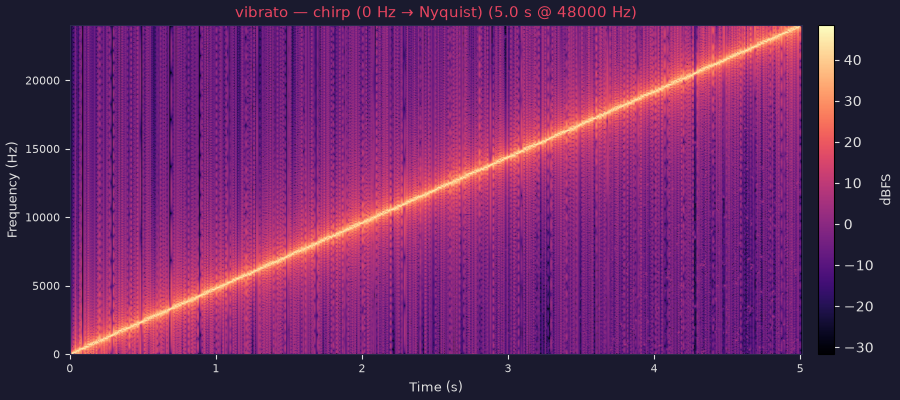 vibrato — chirp (0 Hz → Nyquist) (5.0 s @ 48000 Hz)
Frequency (Hz)
20000
15000
10000
5000
0
0 1 2 3 4 5
Time (s)
40
30
20
10
0
−10
−20
−30
dBFS